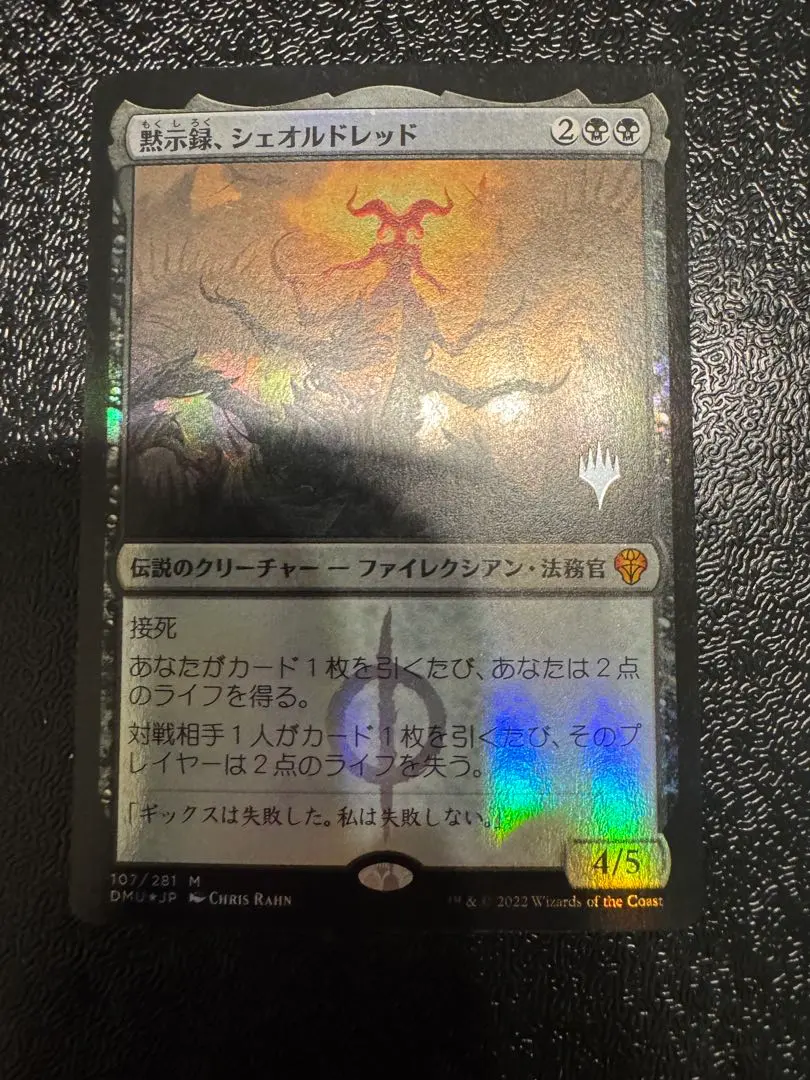 もくしろく
黙示録、シェオルドレッド
2
伝説のクリーチャー — ファイレクシアン・法務官
接死
あなたがカード1枚を引くたび、あなたは2点
のライフを得る。
対戦相手1人がカード1枚を引くたび、そのプ
レイヤーは2点のライフを失う。
「ギックスは失敗した。私は失敗しない。」
4/5
107/281 M
DMU★JP CHRIS RAHN
™ & © 2022 Wizards of the Coast